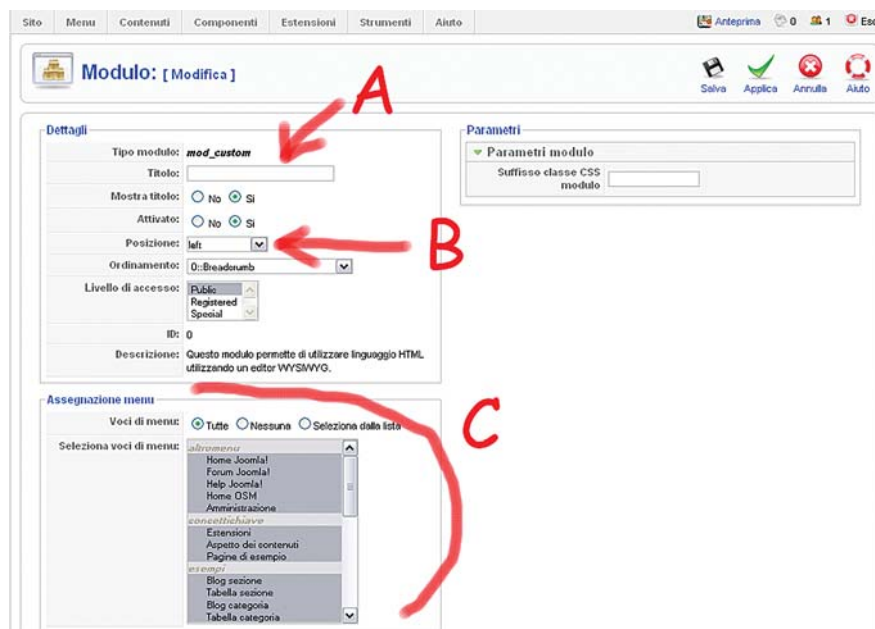 Sito Menu Contenuti Componenti Estensioni Strumenti Aiuto Anteprima 0 1
Modulo: [ Modifica ]
Salva Applica Annulla Aiuto
A
Dettagli
Tipo modulo: mod_custom
Titolo:
Mostra titolo: No Si
Attivato: No Si
Posizione: left
B
Ordinamento: 0::Breadcrumb
Livello di accesso: Public
Registered
Special
ID: 0
Descrizione: Questo modulo permette di utilizzare linguaggio HTML
utilizzando un editor WYSIWYG.
Parametri
Parametri modulo
Suffisso classe CSS
modulo
Assegnazione menu
C
Voci di menu: Tutte Nessuna Seleziona dalla lista
Seleziona voci di menu: altromenu
Home Joomla!
Forum Joomla!
Help Joomla!
Home OSM
Amministrazione
concettichiave
Estensioni
Aspetto dei contenuti
Pagine di esempio
esempi
Blog sezione
Tabella sezione
Blog categoria
Tabella categoria